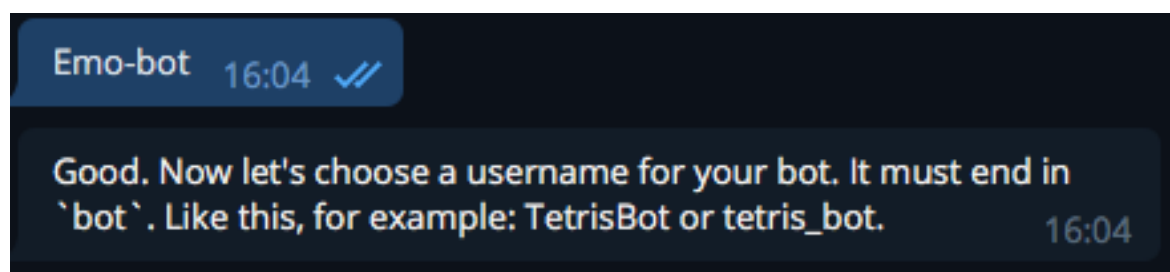 Emo-bot 16:04
Good. Now let's choose a username for your bot. It must end in
`bot`. Like this, for example: TetrisBot or tetris_bot.
16:04